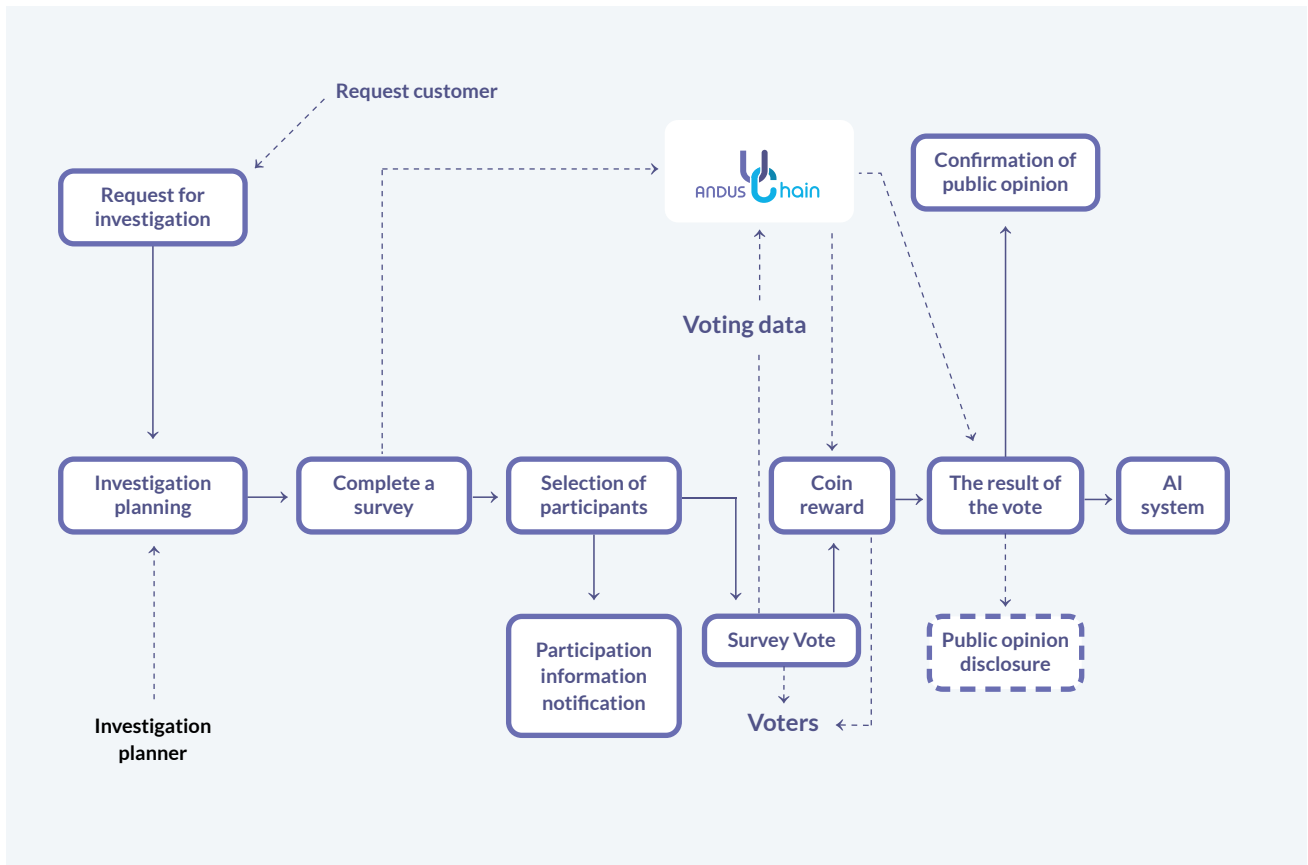 Request customer
Request for
investigation
ANDUS Chain
Confirmation of
public opinion
Voting data
Investigation
planning
Complete a
survey
Selection of
participants
Coin
reward
The result of
the vote
AI
system
Participation
information
notification
Survey Vote
Public opinion
disclosure
Voters
Investigation
planner